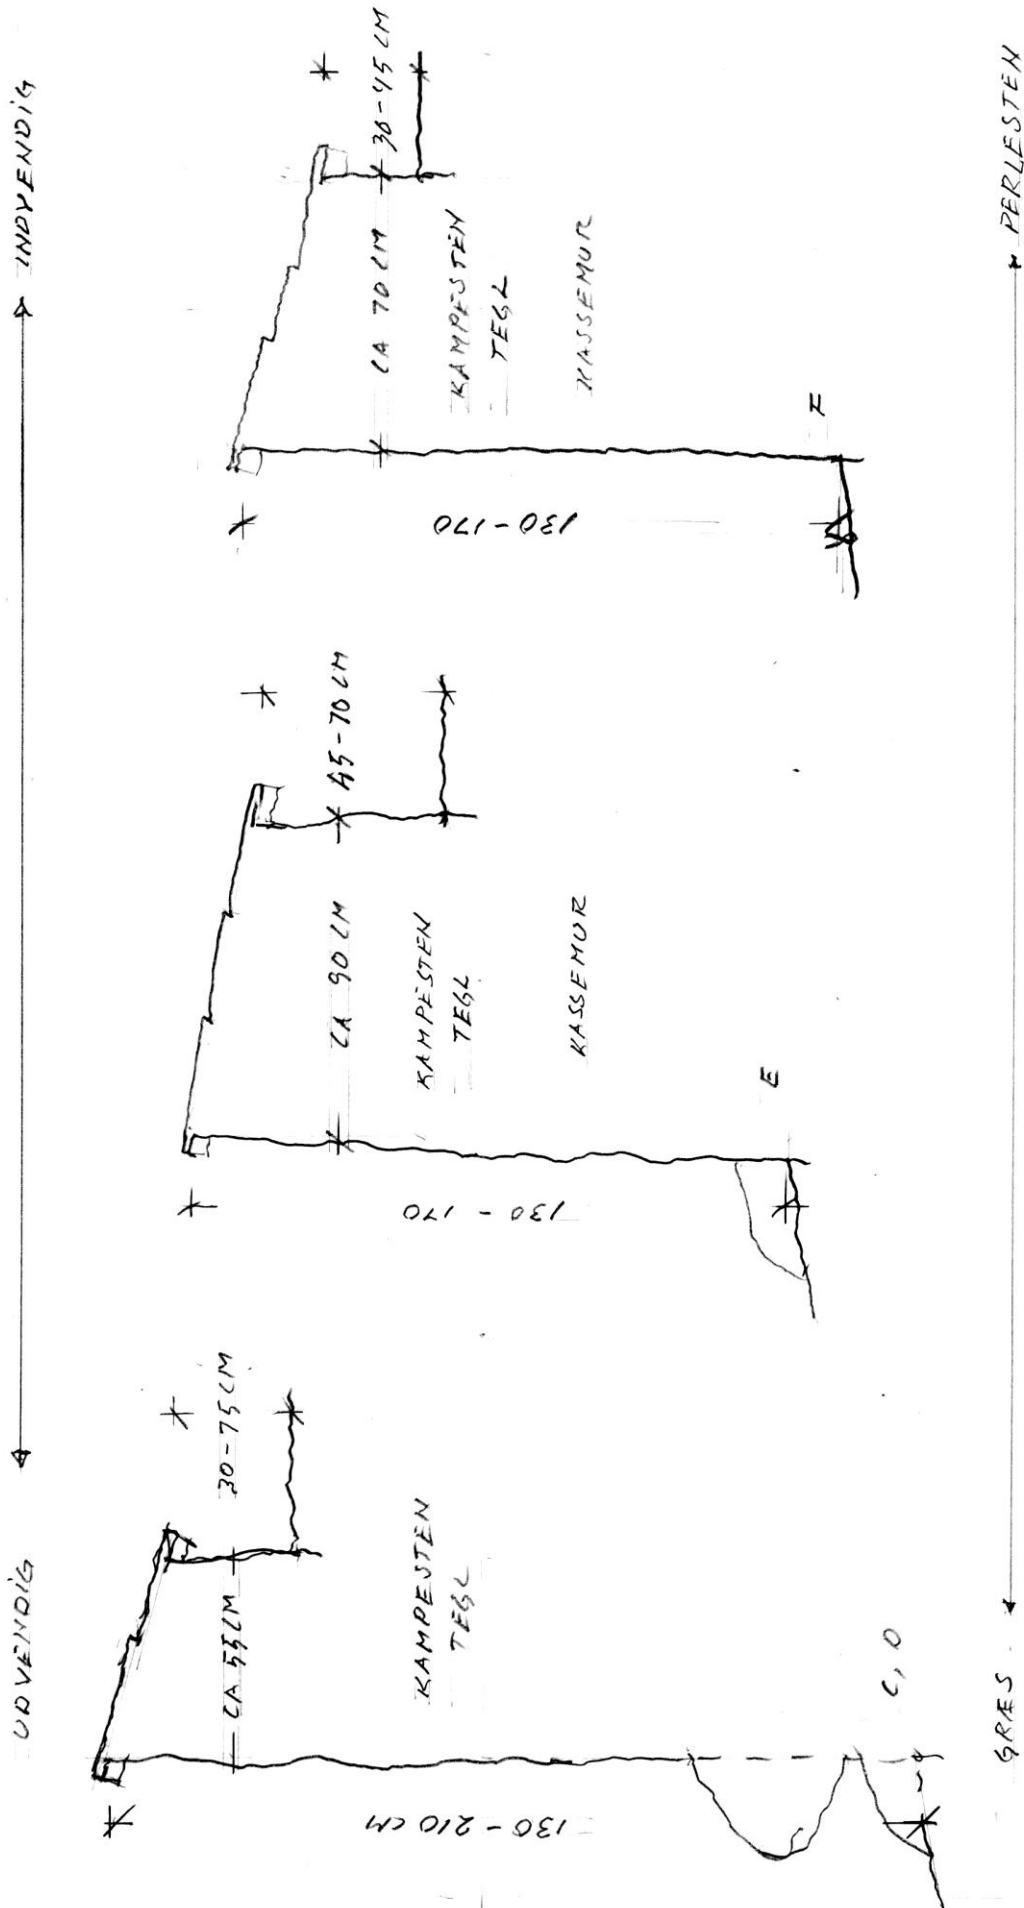 UDVENDIG
INDVENDIG
130 - 210 CM
CA 55 CM
30 - 75 CM
KAMPESTEN
TEGL
C, D
130 - 170
CA 90 CM
45 - 70 CM
KAMPESTEN
TEGL
KASSEMUR
E
130 - 170
CA 70 CM
30 - 45 CM
KAMPESTEN
TEGL
KASSEMUR
F
GRÆS
PERLESTEN